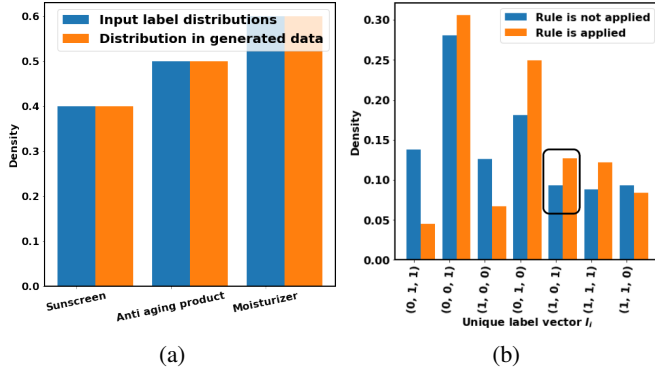 Input label distributions
Distribution in generated data
0.6
0.5
0.4
0.3
0.2
0.1
0.0
Density
Sunscreen
Anti aging product
Moisturizer
(a)
Rule is not applied
Rule is applied
0.30
0.25
0.20
0.15
0.10
0.05
0.00
Density
(0, 1, 1)
(0, 0, 1)
(1, 0, 0)
(0, 1, 0)
(1, 0, 1)
(1, 1, 1)
(1, 1, 0)
Unique label vector l_i
(b)